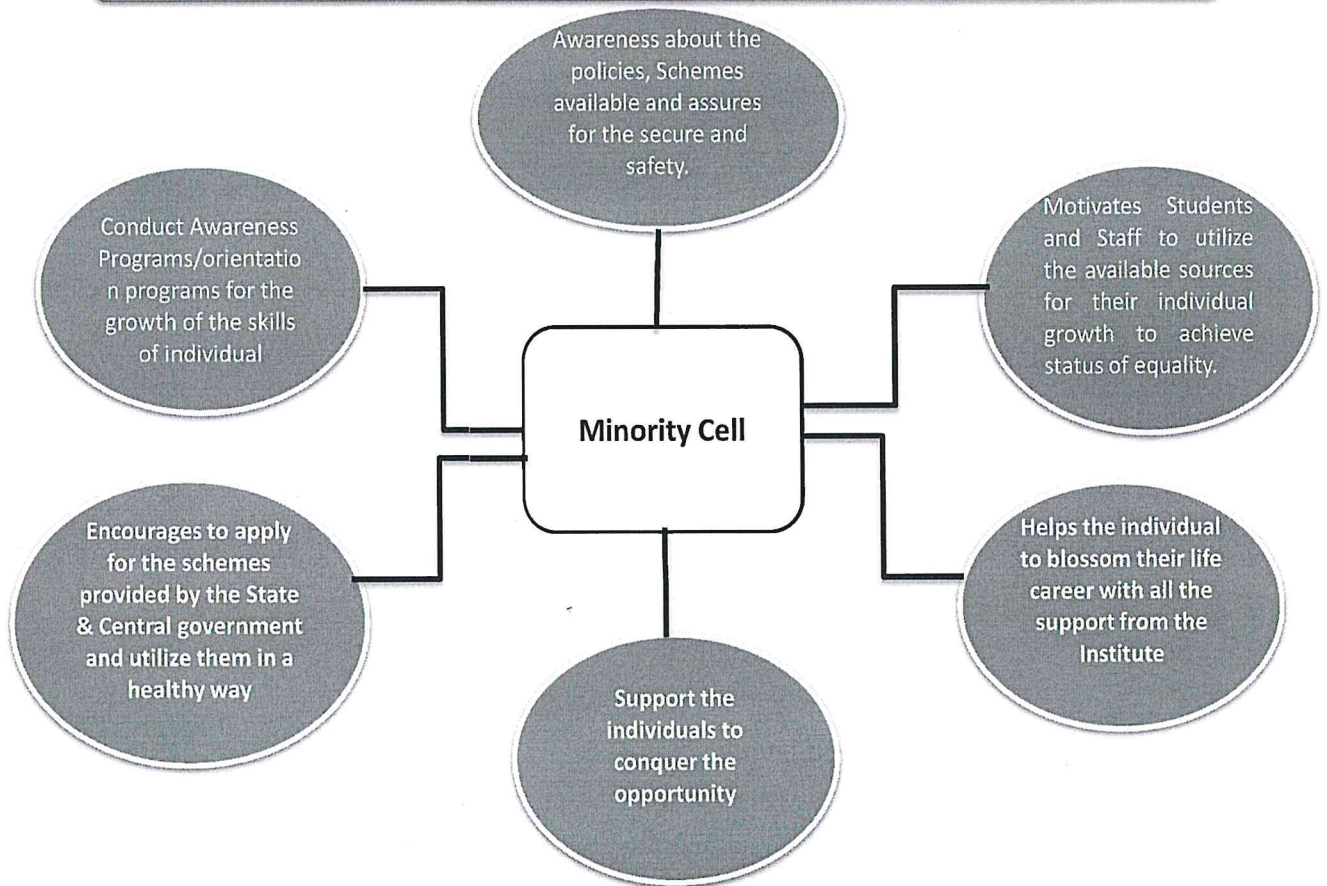 Awareness about the
policies, Schemes
available and assures
for the secure and
safety.
Conduct Awareness
Programs/orientatio
n programs for the
growth of the skills
of individual
Motivates Students
and Staff to utilize
the available sources
for their individual
growth to achieve
status of equality.
Minority Cell
Encourages to apply
for the schemes
provided by the State
& Central government
and utilize them in a
healthy way
Helps the individual
to blossom their life
career with all the
support from the
Institute
Support the
individuals to
conquer the
opportunity